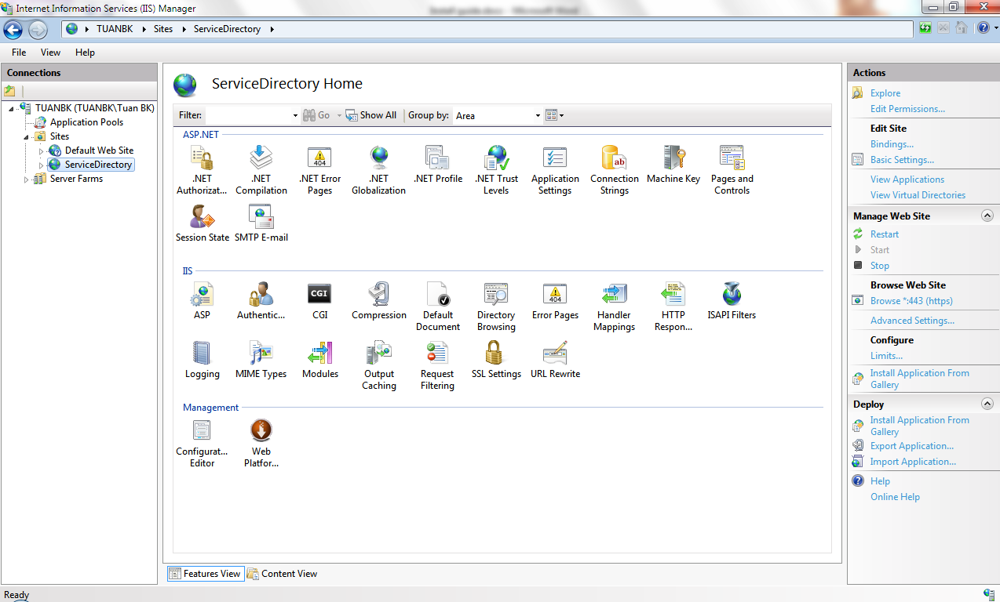 Internet Information Services (IIS) Manager
Install guide.docx - Microsoft Word
TUANBK
Sites
ServiceDirectory
File View Help
Connections
TUANBK (TUANBK\Tuan BK)
Application Pools
Sites
Default Web Site
ServiceDirectory
Server Farms
ServiceDirectory Home
Filter: Go Show All Group by: Area
ASP.NET
.NET Authorizat...
.NET Compilation
.NET Error Pages
.NET Globalization
.NET Profile
.NET Trust Levels
Application Settings
Connection Strings
Machine Key
Pages and Controls
Session State
SMTP E-mail
IIS
ASP
Authentic...
CGI
Compression
Default Document
Directory Browsing
Error Pages
Handler Mappings
HTTP Respon...
ISAPI Filters
Logging
MIME Types
Modules
Output Caching
Request Filtering
SSL Settings
URL Rewrite
Management
Configurat... Editor
Web Platfor...
Features View
Content View
Ready
Actions
Explore
Edit Permissions...
Edit Site
Bindings...
Basic Settings...
View Applications
View Virtual Directories
Manage Web Site
Restart
Start
Stop
Browse Web Site
Browse *:443 (https)
Advanced Settings...
Configure
Limits...
Install Application From
Gallery
Deploy
Install Application From
Gallery
Export Application...
Import Application...
Help
Online Help